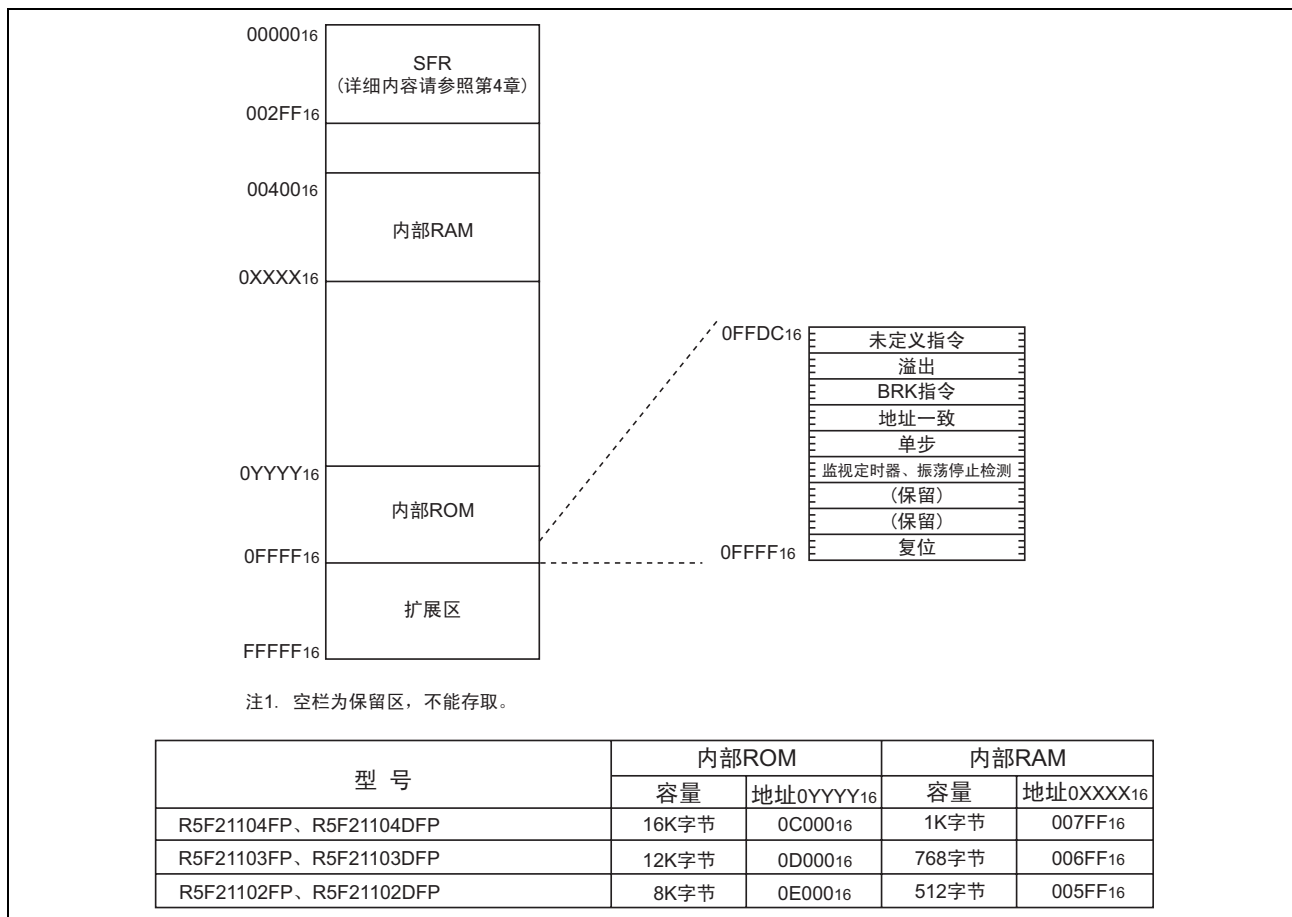 0000016
SFR
(详细内容请参照第4章)
002FF16
0040016
内部RAM
0XXXX16
0YYYY16
内部ROM
0FFFF16
扩展区
FFFFF16
0FFDC16
未定义指令
溢出
BRK指令
地址一致
单步
监视定时器、振荡停止检测
(保留)
(保留)
复位
0FFFF16
注1. 空栏为保留区，不能存取。
型 号 内部ROM 内部RAM
容量 地址0YYYY16 容量 地址0XXXX16
R5F21104FP、R5F21104DFP 16K字节 0C00016 1K字节 007FF16
R5F21103FP、R5F21103DFP 12K字节 0D00016 768字节 006FF16
R5F21102FP、R5F21102DFP 8K字节 0E00016 512字节 005FF16